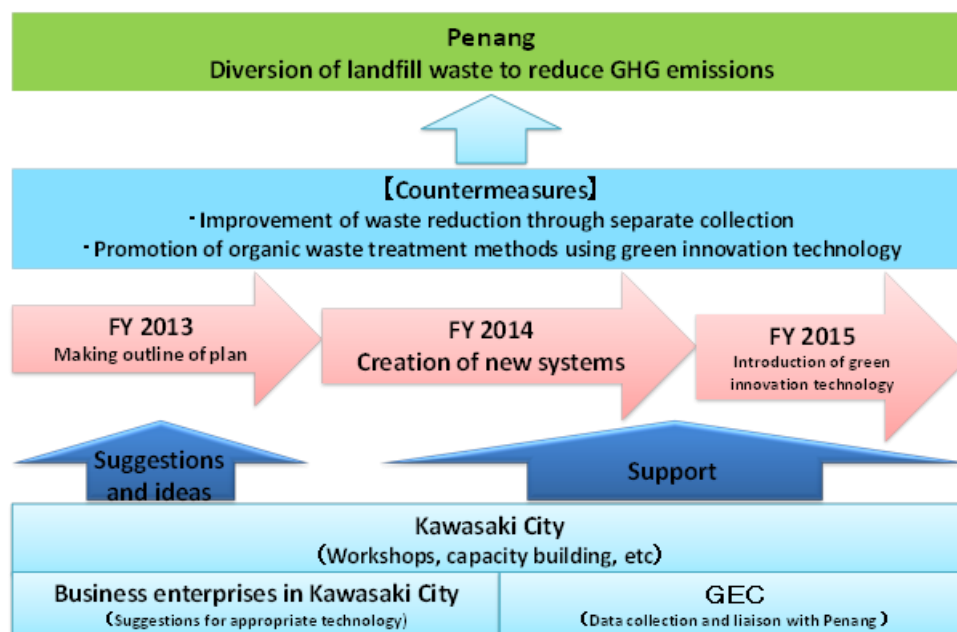 Penang
Diversion of landfill waste to reduce GHG emissions
【Countermeasures】
・Improvement of waste reduction through separate collection
・Promotion of organic waste treatment methods using green innovation technology
FY 2013
Making outline of plan
FY 2014
Creation of new systems
FY 2015
Introduction of green
innovation technology
Suggestions
and ideas
Support
Kawasaki City
(Workshops, capacity building, etc)
Business enterprises in Kawasaki City
(Suggestions for appropriate technology)
GEC
(Data collection and liaison with Penang)